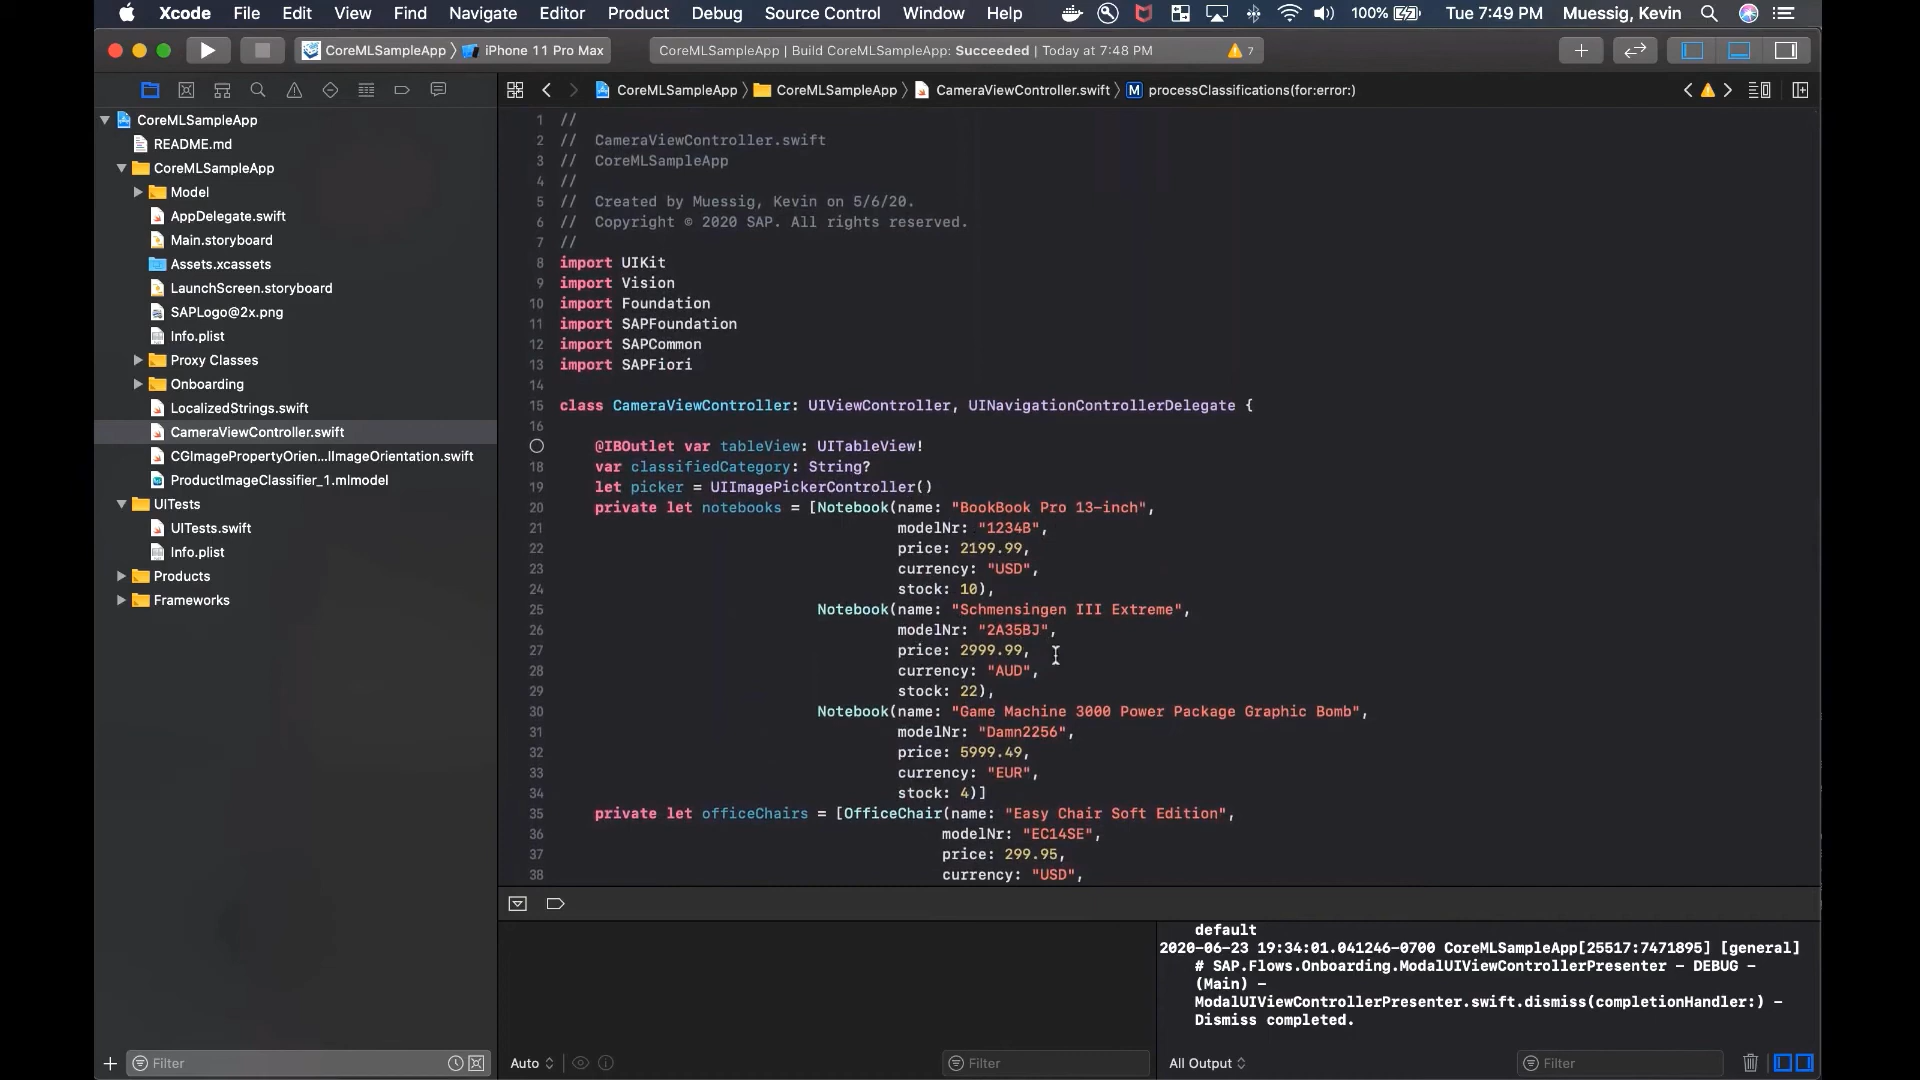 Xcode File Edit View Find Navigate Editor Product Debug Source Control Window Help 100% Tue 7:49 PM Muessig, Kevin
CoreMLSampleApp iPhone 11 Pro Max CoreMLSampleApp | Build CoreMLSampleApp: Succeeded | Today at 7:48 PM 7
CoreMLSampleApp CoreMLSampleApp CameraViewController.swift M processClassifications(for:error:)
CoreMLSampleApp
README.md
CoreMLSampleApp
Model
AppDelegate.swift
Main.storyboard
Assets.xcassets
LaunchScreen.storyboard
SAPLogo@2x.png
Info.plist
Proxy Classes
Onboarding
LocalizedStrings.swift
CameraViewController.swift
CGImagePropertyOrien...IImageOrientation.swift
ProductImageClassifier_1.mlmodel
UITests
UITests.swift
Info.plist
Products
Frameworks
Filter
1 //
2 // CameraViewController.swift
3 // CoreMLSampleApp
4 //
5 // Created by Muessig, Kevin on 5/6/20.
6 // Copyright © 2020 SAP. All rights reserved.
7 //
8 import UIKit
9 import Vision
10 import Foundation
11 import SAPFoundation
12 import SAPCommon
13 import SAPFiori
14
15 class CameraViewController: UIViewController, UINavigationControllerDelegate {
16
@IBOutlet var tableView: UITableView!
18 var classifiedCategory: String?
19 let picker = UIImagePickerController()
20 private let notebooks = [Notebook(name: "BookBook Pro 13-inch",
21 modelNr: "1234B",
22 price: 2199.99,
23 currency: "USD",
24 stock: 10),
25 Notebook(name: "Schmensingen III Extreme",
26 modelNr: "2A35BJ",
27 price: 2999.99,
28 currency: "AUD",
29 stock: 22),
30 Notebook(name: "Game Machine 3000 Power Package Graphic Bomb",
31 modelNr: "Damn2256",
32 price: 5999.49,
33 currency: "EUR",
34 stock: 4)]
35 private let officeChairs = [OfficeChair(name: "Easy Chair Soft Edition",
36 modelNr: "EC14SE",
37 price: 299.95,
38 currency: "USD",
Auto Filter
default
2020-06-23 19:34:01.041246-0700 CoreMLSampleApp[25517:7471895] [general]
# SAP.Flows.Onboarding.ModalUIViewControllerPresenter - DEBUG -
(Main) -
ModalUIViewControllerPresenter.swift.dismiss(completionHandler:) -
Dismiss completed.
All Output Filter